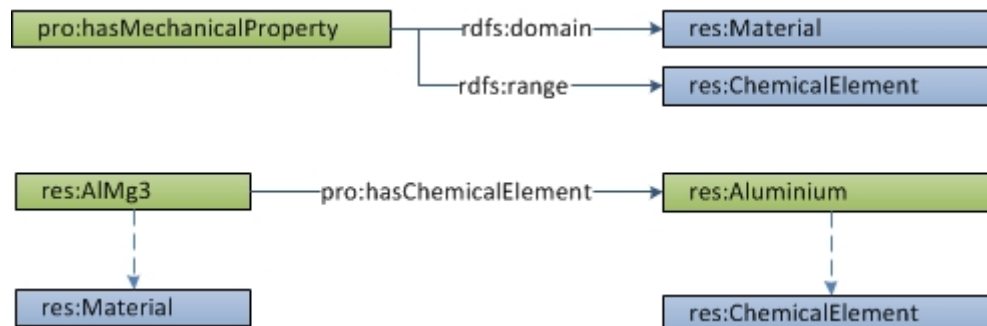 pro:hasMechanicalProperty
rdfs:domain
res:Material
rdfs:range
res:ChemicalElement
res:AlMg3
pro:hasChemicalElement
res:Aluminium
res:Material
res:ChemicalElement